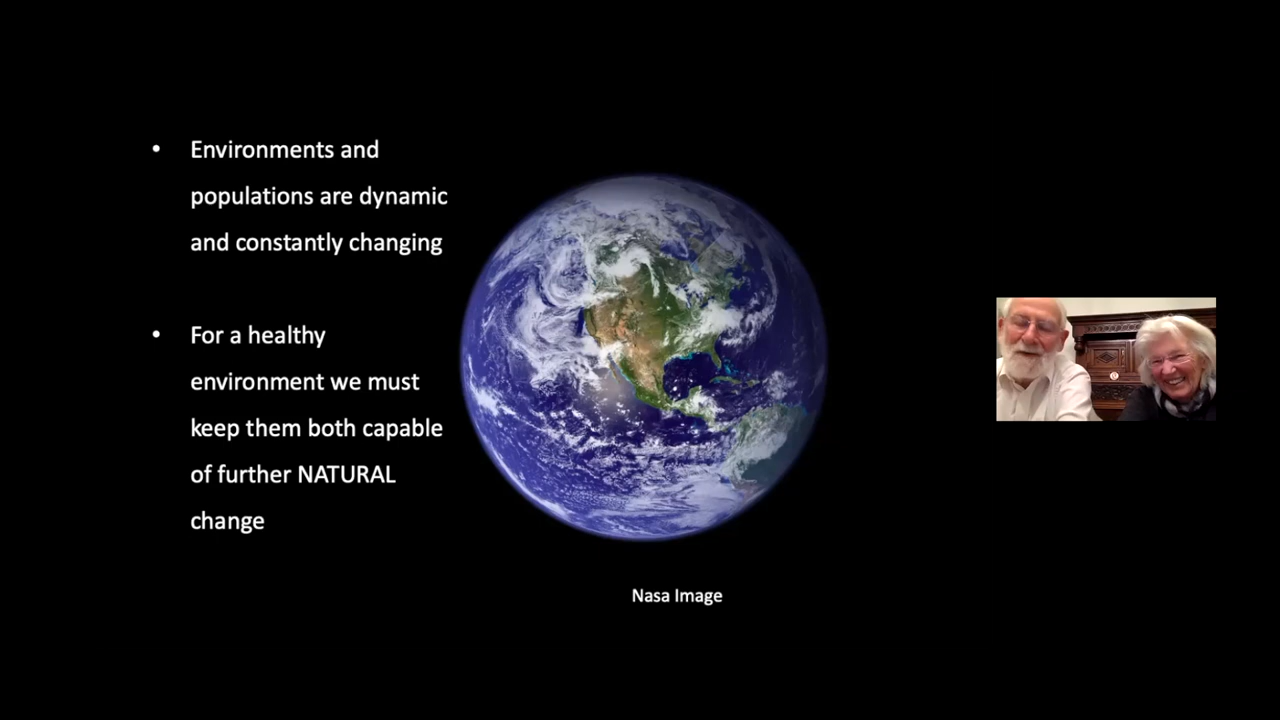 • Environments and
populations are dynamic
and constantly changing
• For a healthy
environment we must
keep them both capable
of further NATURAL
change
Nasa Image